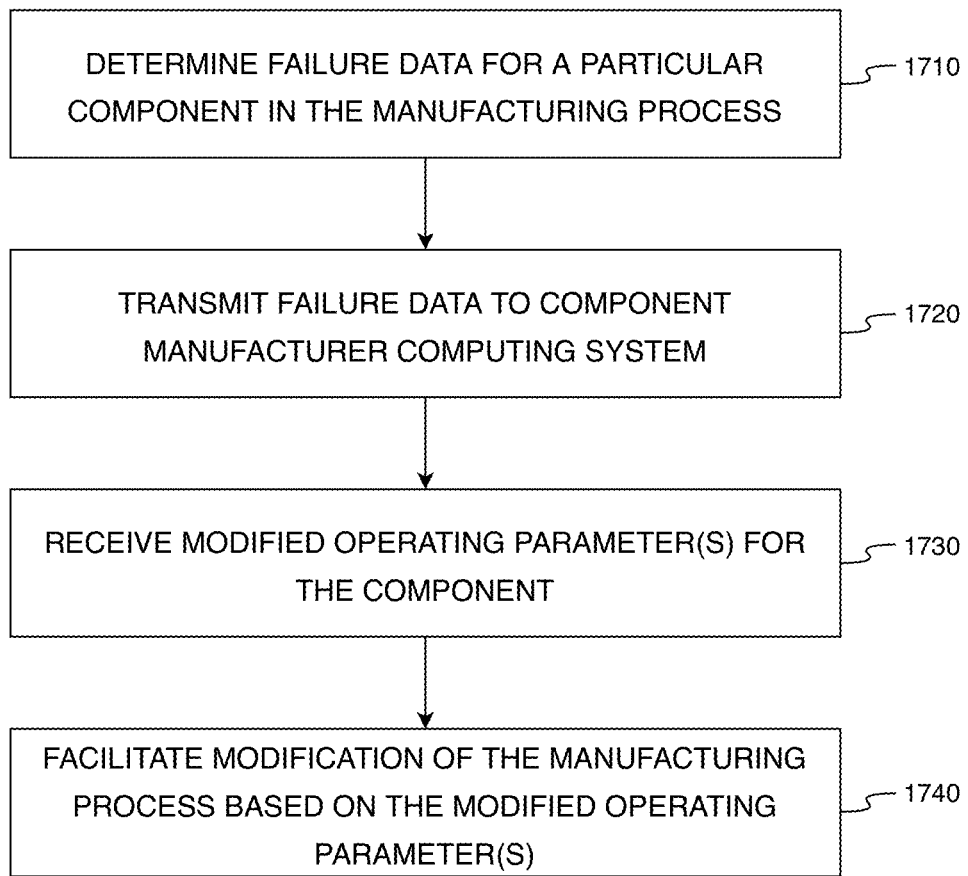 DETERMINE FAILURE DATA FOR A PARTICULAR
COMPONENT IN THE MANUFACTURING PROCESS
1710
TRANSMIT FAILURE DATA TO COMPONENT
MANUFACTURER COMPUTING SYSTEM
1720
RECEIVE MODIFIED OPERATING PARAMETER(S) FOR
THE COMPONENT
1730
FACILITATE MODIFICATION OF THE MANUFACTURING
PROCESS BASED ON THE MODIFIED OPERATING
PARAMETER(S)
1740